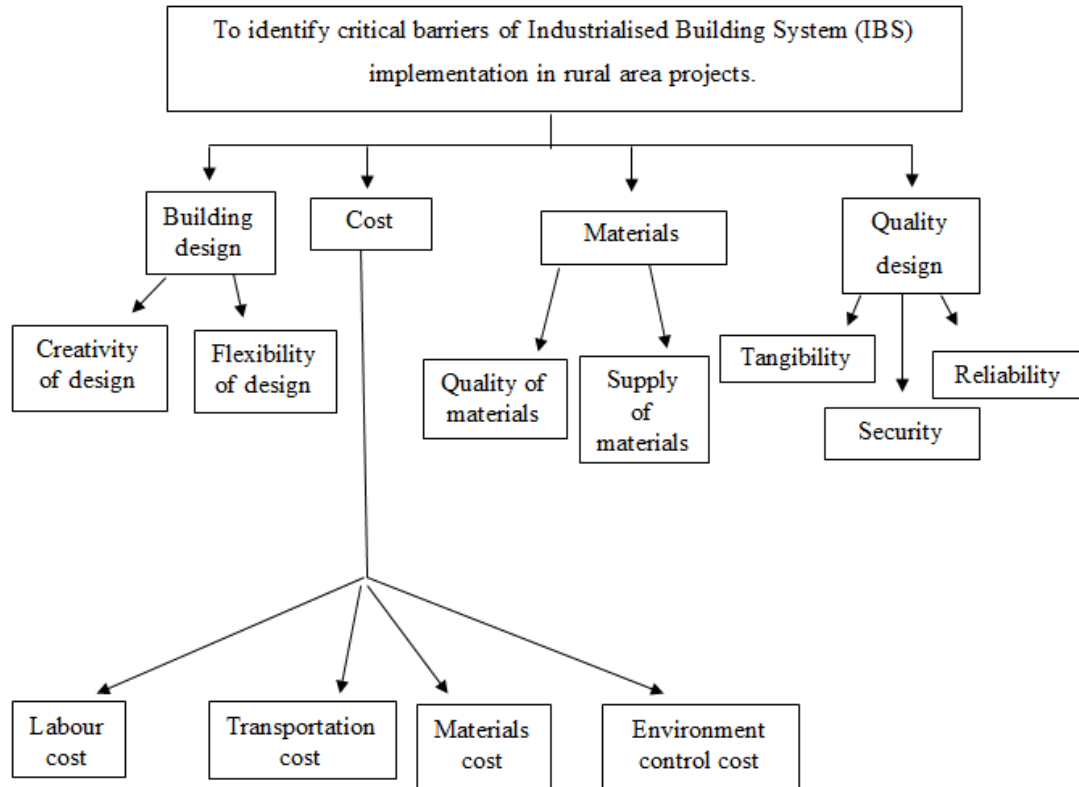 To identify critical barriers of Industrialised Building System (IBS)
implementation in rural area projects.
Building
design
Cost
Materials
Quality
design
Creativity
of design
Flexibility
of design
Quality of
materials
Supply
of
materials
Tangibility
Reliability
Security
Labour
cost
Transportation
cost
Materials
cost
Environment
control cost